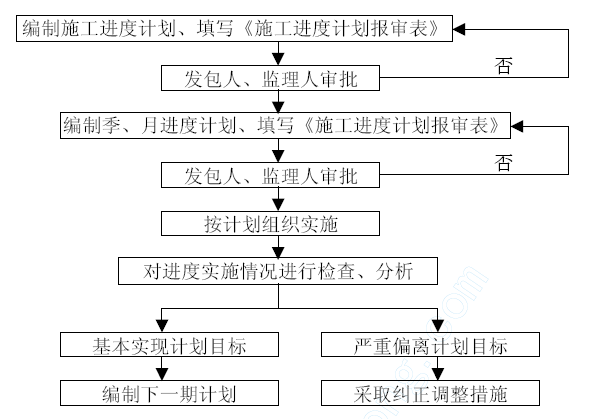 编制施工进度计划、填写《施工进度计划报审表》
否
发包人、监理人审批
编制季、月进度计划、填写《施工进度计划报审表》
否
发包人、监理人审批
按计划组织实施
对进度实施情况进行检查、分析
基本实现计划目标
严重偏离计划目标
编制下一期计划
采取纠正调整措施